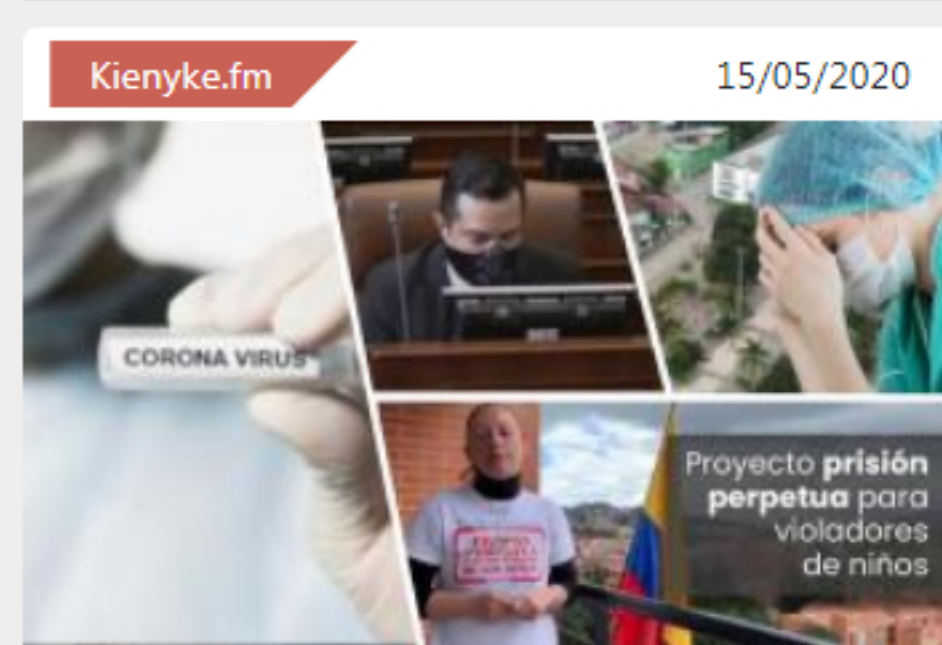 Kienyke.fm
15/05/2020
CORONA VIRUS
Proyecto prisión
perpetua para
violadores
de niños